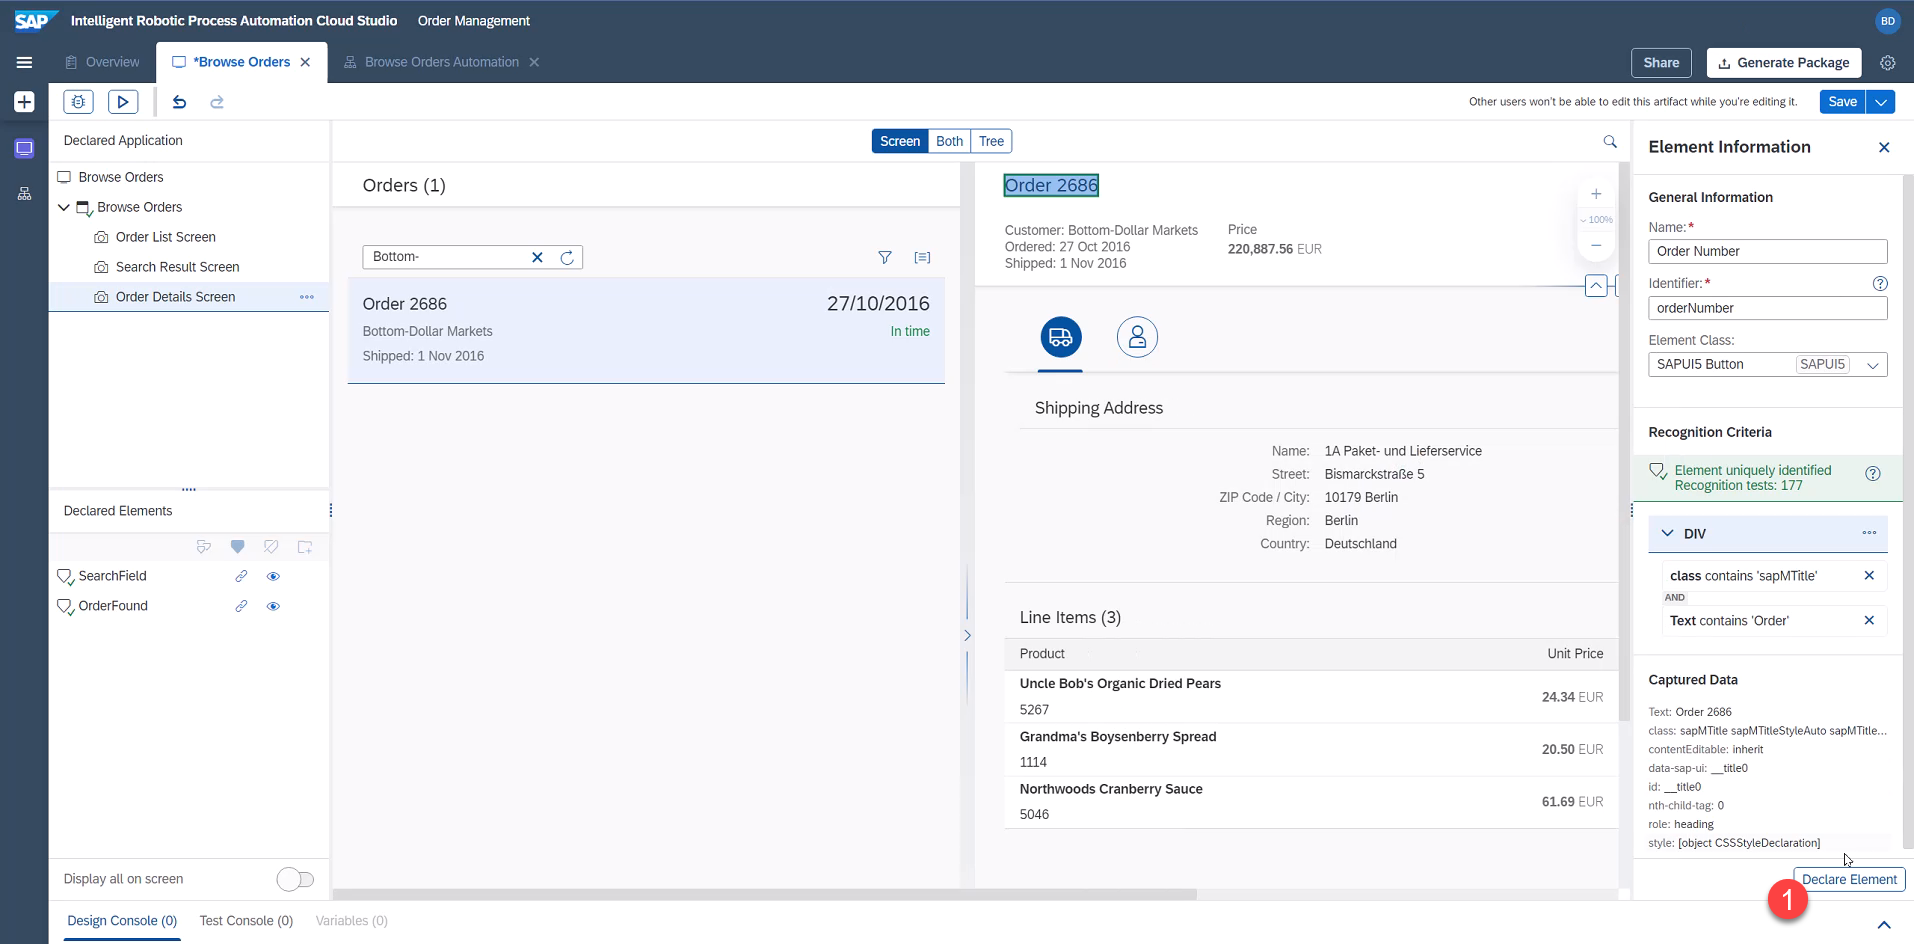 SAP Intelligent Robotic Process Automation Cloud Studio Order Management BD
Overview *Browse Orders Browse Orders Automation Share Generate Package
Other users won't be able to edit this artifact while you're editing it. Save
Declared Application
Browse Orders
Browse Orders
Order List Screen
Search Result Screen
Order Details Screen
Declared Elements
SearchField
OrderFound
Display all on screen
Screen Both Tree
Orders (1)
Bottom-
Order 2686 27/10/2016
Bottom-Dollar Markets In time
Shipped: 1 Nov 2016
Order 2686
Customer: Bottom-Dollar Markets Price
Ordered: 27 Oct 2016 220,887.56 EUR
Shipped: 1 Nov 2016
100%
Shipping Address
Name: 1A Paket- und Lieferservice
Street: Bismarckstraße 5
ZIP Code / City: 10179 Berlin
Region: Berlin
Country: Deutschland
Line Items (3)
Product Unit Price
Uncle Bob's Organic Dried Pears
5267 24.34 EUR
Grandma's Boysenberry Spread
1114 20.50 EUR
Northwoods Cranberry Sauce
5046 61.69 EUR
Element Information
General Information
Name:*
Order Number
Identifier:*
orderNumber
Element Class:
SAPUI5 Button SAPUI5
Recognition Criteria
Element uniquely identified
Recognition tests: 177
DIV
class contains 'sapMTitle'
AND
Text contains 'Order'
Captured Data
Text: Order 2686
class: sapMTitle sapMTitleStyleAuto sapMTitle...
contentEditable: inherit
data-sap-ui: __title0
id: __title0
nth-child-tag: 0
role: heading
style: [object CSSStyleDeclaration]
Declare Element
1
Design Console (0) Test Console (0) Variables (0)